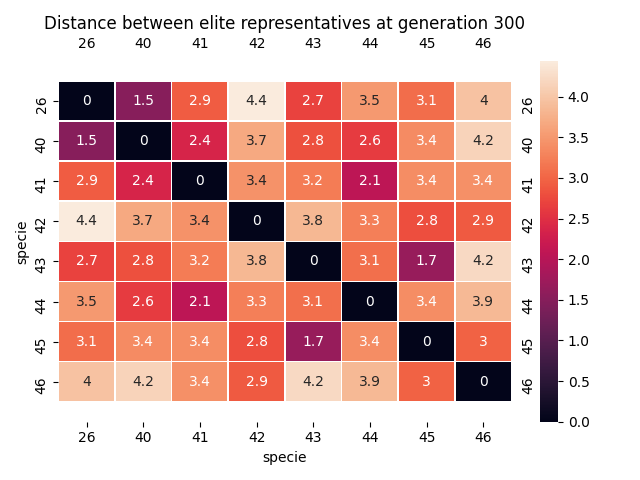 Distance between elite representatives at generation 300
26 40 41 42 43 44 45 46
26 0 1.5 2.9 4.4 2.7 3.5 3.1 4 26
40 1.5 0 2.4 3.7 2.8 2.6 3.4 4.2 40
41 2.9 2.4 0 3.4 3.2 2.1 3.4 3.4 41
42 4.4 3.7 3.4 0 3.8 3.3 2.8 2.9 42
43 2.7 2.8 3.2 3.8 0 3.1 1.7 4.2 43
44 3.5 2.6 2.1 3.3 3.1 0 3.4 3.9 44
45 3.1 3.4 3.4 2.8 1.7 3.4 0 3 45
46 4 4.2 3.4 2.9 4.2 3.9 3 0 46
26 40 41 42 43 44 45 46
specie
specie
4.0
3.5
3.0
2.5
2.0
1.5
1.0
0.5
0.0